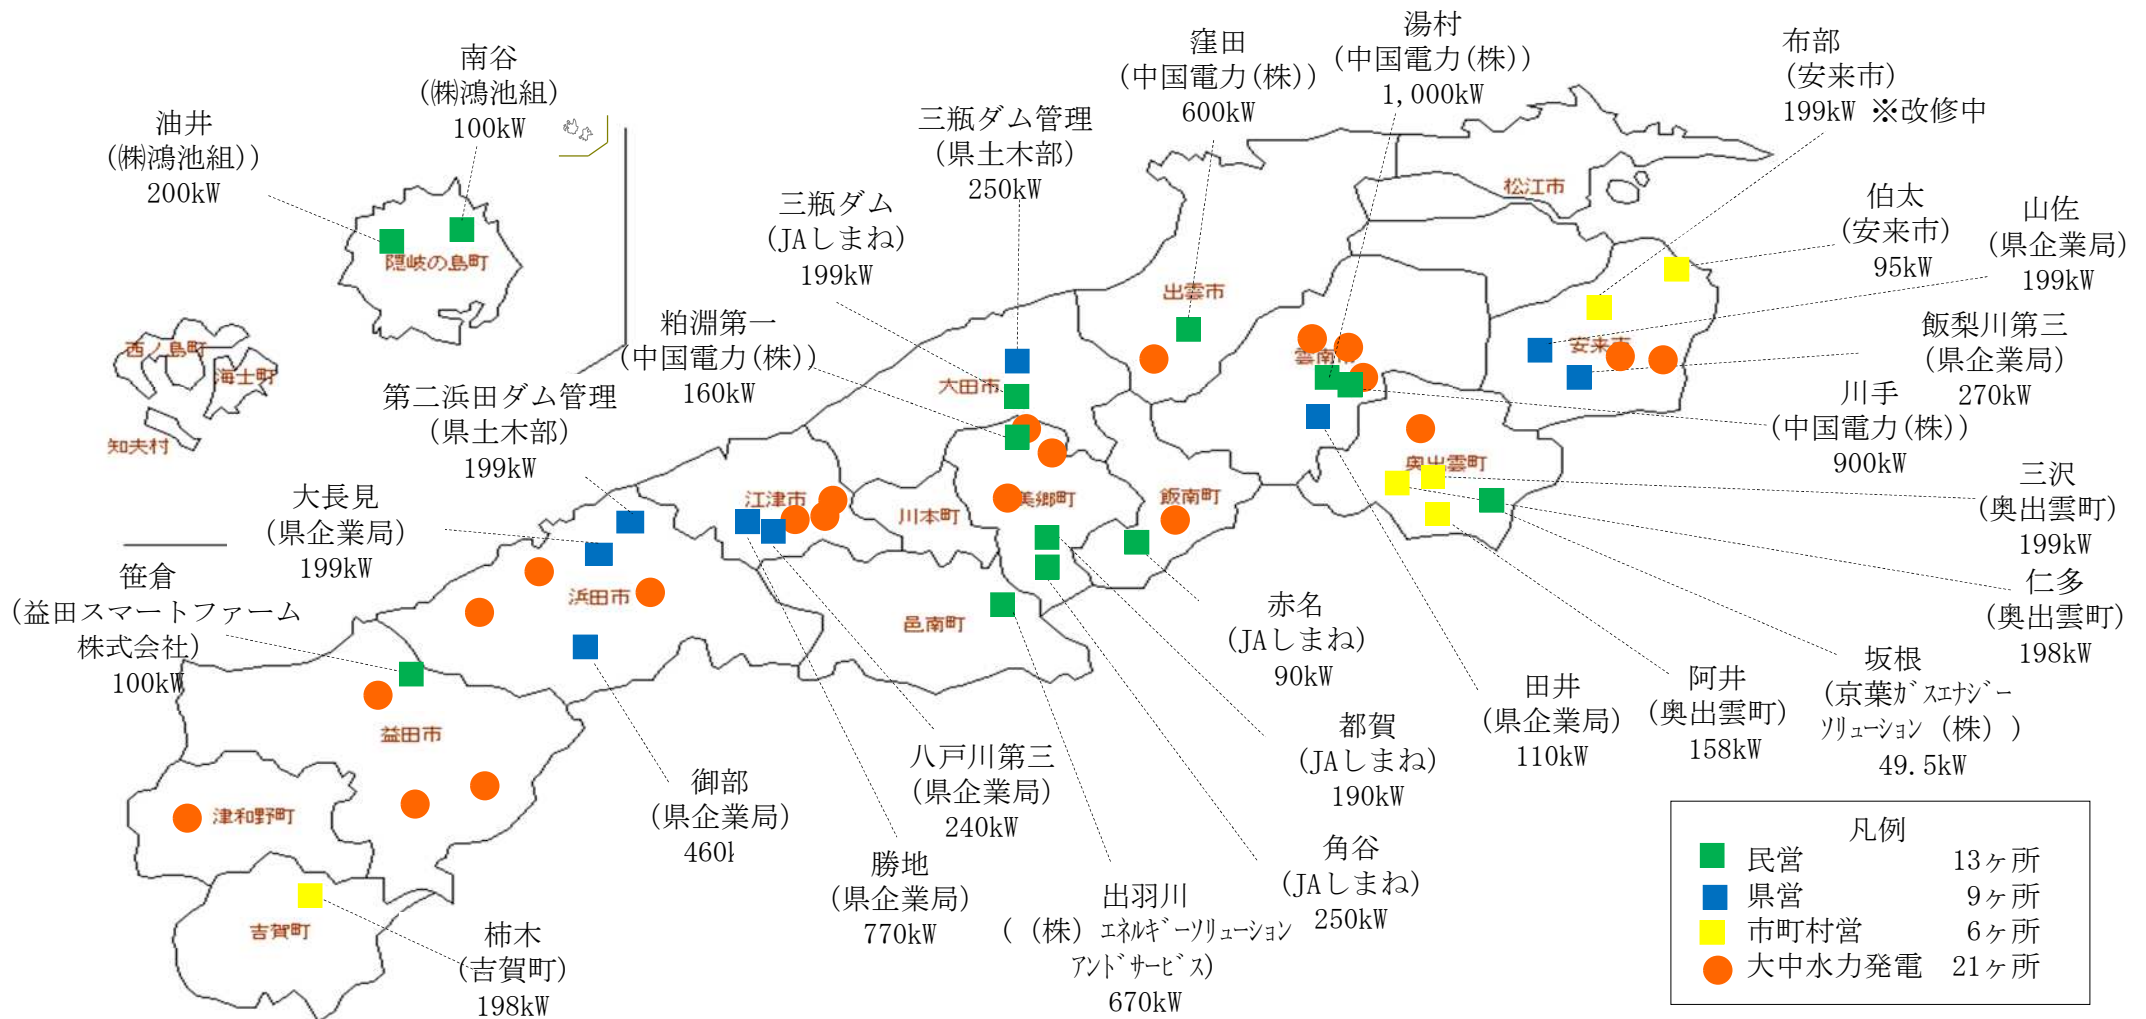 南谷
(㈱鴻池組)
100kW
油井
(㈱鴻池組))
200kW
隠岐の島町
西ノ島町
海士町
知夫村
窪田
(中国電力(株))
600kW
湯村
(中国電力(株))
1,000kW
布部
(安来市)
199kW ※改修中
三瓶ダム管理
(県土木部)
250kW
三瓶ダム
(JAしまね)
199kW
粕淵第一
(中国電力(株))
160kW
第二浜田ダム管理
(県土木部)
199kW
大長見
(県企業局)
199kW
笹倉
(益田スマートファーム
株式会社)
100kW
伯太
(安来市)
95kW
山佐
(県企業局)
199kW
飯梨川第三
(県企業局)
270kW
川手
(中国電力(株))
900kW
三沢
(奥出雲町)
199kW
仁多
(奥出雲町)
198kW
坂根
(京葉ガスエナジー
ソリューション（株）)
49.5kW
阿井
(奥出雲町)
158kW
田井
(県企業局)
110kW
赤名
(JAしまね)
90kW
都賀
(JAしまね)
190kW
角谷
(JAしまね)
250kW
出羽川
(（株）エネルギーソリューション
アンドサービス)
670kW
八戸川第三
(県企業局)
240kW
勝地
(県企業局)
770kW
御部
(県企業局)
460k
柿木
(吉賀町)
198kW
松江市
出雲市
雲南市
安来市
大田市
奥出雲町
飯南町
美郷町
川本町
江津市
邑南町
浜田市
益田市
津和野町
吉賀町
凡例
民営 13ヶ所
県営 9ヶ所
市町村営 6ヶ所
大中水力発電 21ヶ所